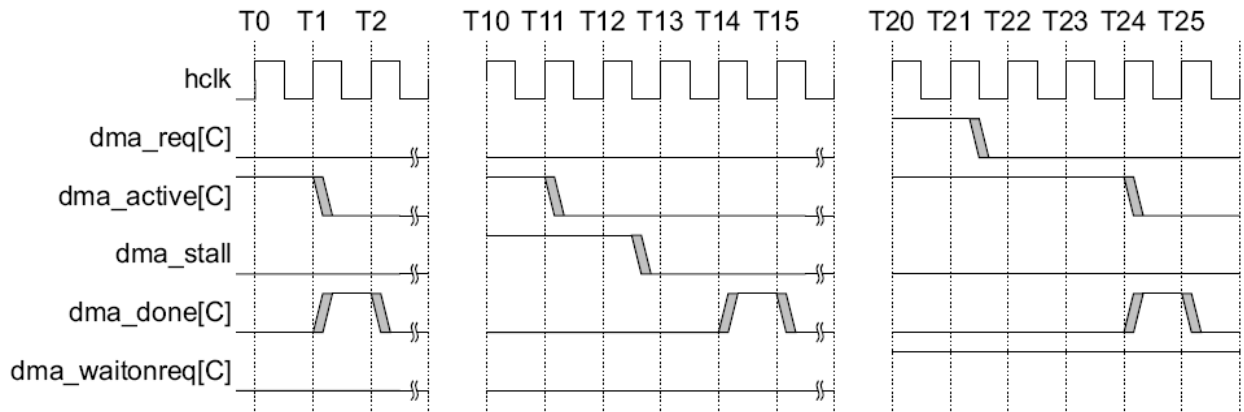 T0 T1 T2 T10 T11 T12 T13 T14 T15 T20 T21 T22 T23 T24 T25
hclk
dma_req[C]
dma_active[C]
dma_stall
dma_done[C]
dma_waitonreq[C]